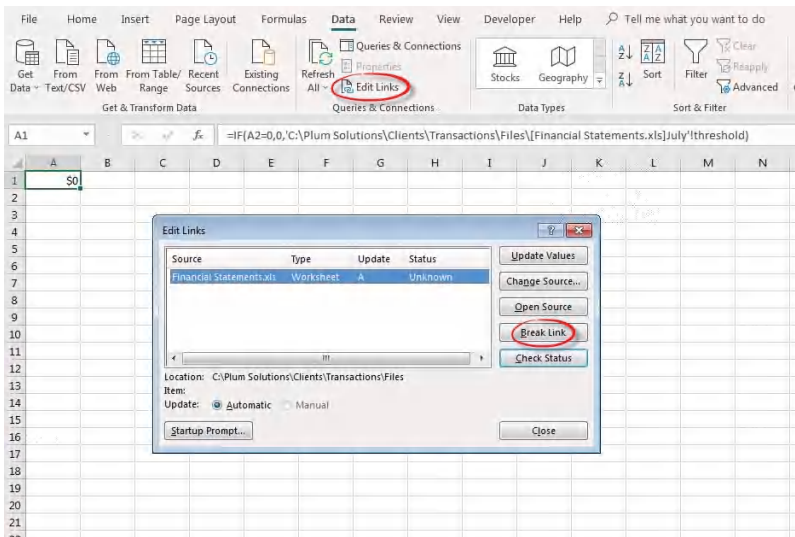 File Home Insert Page Layout Formulas Data Review View Developer Help Tell me what you want to do
Get Data
From Text/CSV
From Web
From Table/ Range
Recent Sources
Existing Connections
Get & Transform Data
Refresh All
Queries & Connections
Properties
Edit Links
Queries & Connections
Stocks
Geography
Data Types
Sort
Filter
Clear
Reapply
Advanced
Sort & Filter
A1 fx =IF(A2=0,0,'C:\Plum Solutions\Clients\Transactions\Files\[Financial Statements.xls]July'!threshold)
A B C D E F G H I J K L M N
1 $0
2
3
4
5
6
7
8
9
10
11
12
13
14
15
16
17
18
19
20
21
Edit Links
Source Type Update Status
Financial Statements.xls Worksheet A Unknown
Update Values
Change Source...
Open Source
Break Link
Check Status
Location: C:\Plum Solutions\Clients\Transactions\Files
Item:
Update: Automatic Manual
Startup Prompt...
Close